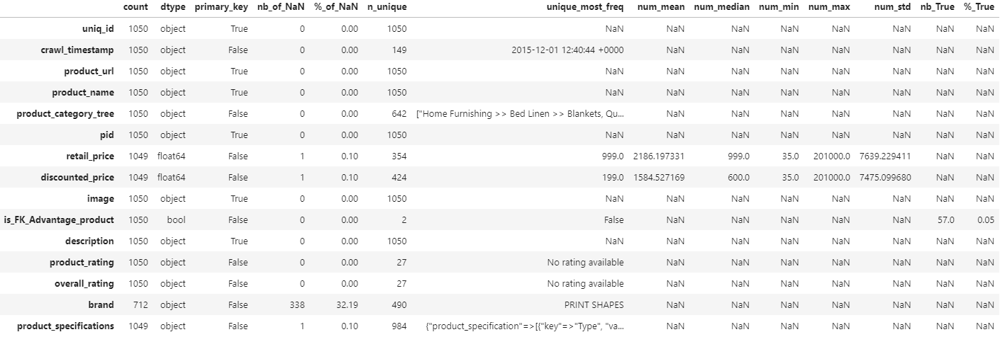 count dtype primary_key nb_of_NaN %_of_NaN n_unique unique_most_freq num_mean num_median num_min num_max num_std nb_True %_True
uniq_id 1050 object True 0 0.00 1050 NaN NaN NaN NaN NaN NaN NaN NaN
crawl_timestamp 1050 object False 0 0.00 149 2015-12-01 12:40:44 +0000 NaN NaN NaN NaN NaN NaN NaN
product_url 1050 object True 0 0.00 1050 NaN NaN NaN NaN NaN NaN NaN NaN
product_name 1050 object True 0 0.00 1050 NaN NaN NaN NaN NaN NaN NaN NaN
product_category_tree 1050 object False 0 0.00 642 ["Home Furnishing >> Bed Linen >> Blankets, Qu... NaN NaN NaN NaN NaN NaN NaN
pid 1050 object True 0 0.00 1050 NaN NaN NaN NaN NaN NaN NaN NaN
retail_price 1049 float64 False 1 0.10 354 999.0 2186.197331 999.0 35.0 201000.0 7639.229411 NaN NaN
discounted_price 1049 float64 False 1 0.10 424 199.0 1584.527169 600.0 35.0 201000.0 7475.099680 NaN NaN
image 1050 object True 0 0.00 1050 NaN NaN NaN NaN NaN NaN NaN NaN
is_FK_Advantage_product 1050 bool False 0 0.00 2 False NaN NaN NaN NaN NaN 57.0 0.05
description 1050 object True 0 0.00 1050 NaN NaN NaN NaN NaN NaN NaN NaN
product_rating 1050 object False 0 0.00 27 No rating available NaN NaN NaN NaN NaN NaN NaN
overall_rating 1050 object False 0 0.00 27 No rating available NaN NaN NaN NaN NaN NaN NaN
brand 712 object False 338 32.19 490 PRINT SHAPES NaN NaN NaN NaN NaN NaN NaN
product_specifications 1049 object False 1 0.10 984 {"product_specification"=>[{"key"=>"Type", "va... NaN NaN NaN NaN NaN NaN NaN